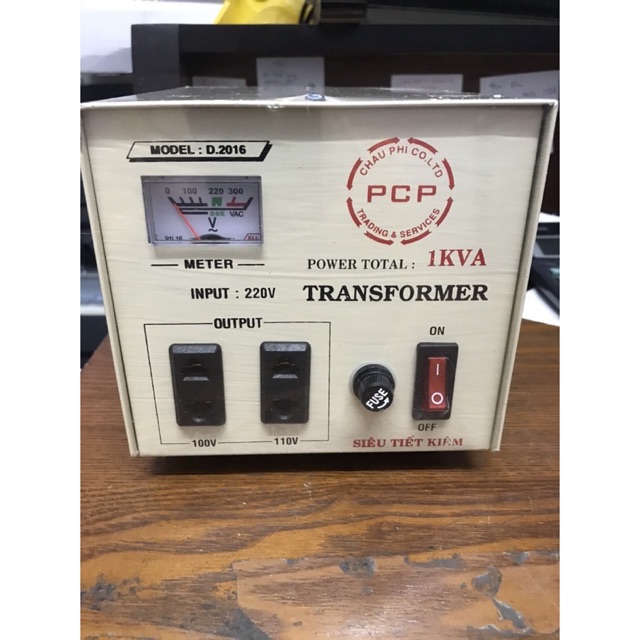 MODEL : D.2016
0 100 220 300
VAC
V
~
METER
INPUT : 220V
CHAU PHI CO.LTD
PCP
TRADING & SERVICES
POWER TOTAL : 1KVA
TRANSFORMER
OUTPUT
100V
110V
FUSE
ON
I
O
OFF
SIÊU TIẾT KIỆM